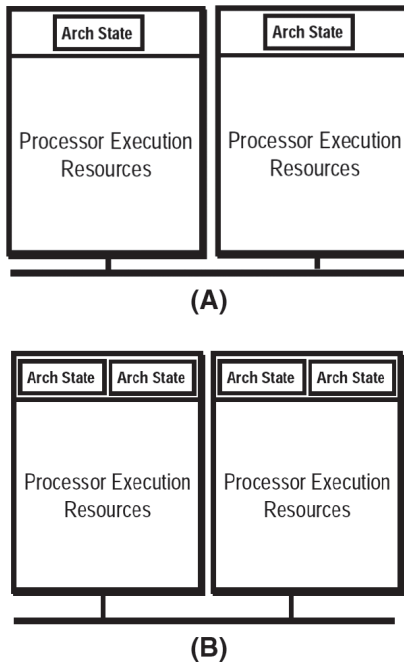 Arch State
Arch State
Processor Execution
Resources
Processor Execution
Resources
(A)
Arch State
Arch State
Arch State
Arch State
Processor Execution
Resources
Processor Execution
Resources
(B)